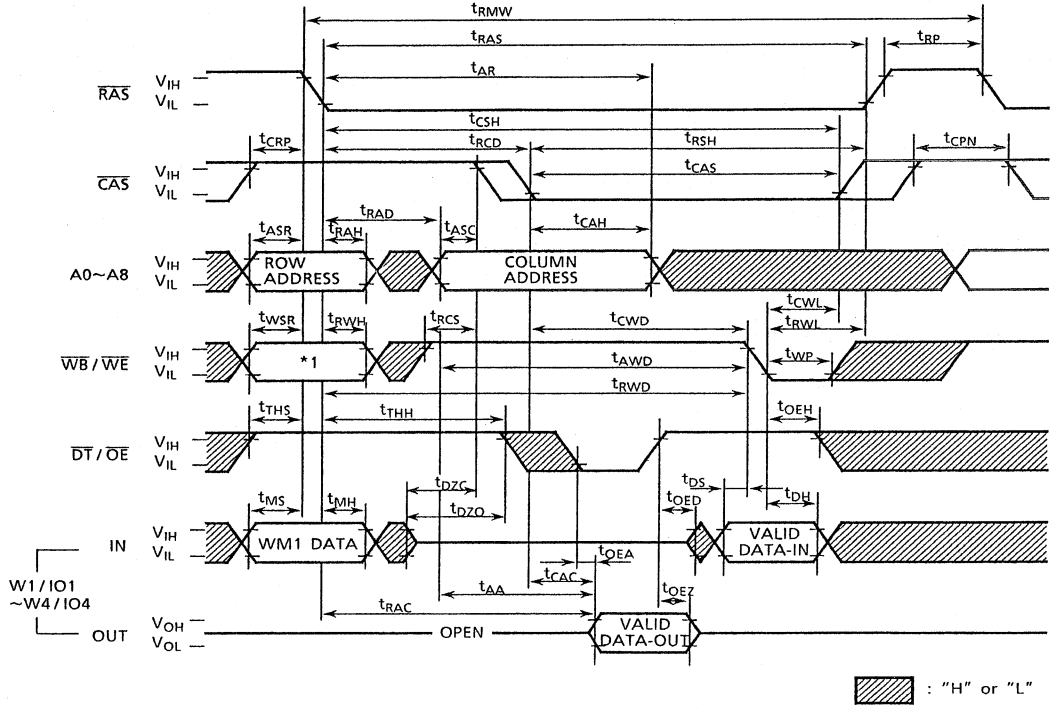 tRMW
tRAS
tRP
tAR
RAS
VIH
VIL
tCSH
tCRP
tRCD
tRSH
tCPN
CAS
VIH
VIL
tCAS
tRAD
tASR
tRAH
tASC
tCAH
A0~A8
VIH
VIL
ROW
ADDRESS
COLUMN
ADDRESS
tWSR
tRWH
tRCS
tCWD
tCWL
tRWL
WB/WE
VIH
VIL
*1
tAWD
tWP
tRWD
tTHS
tTHH
tOEH
DT/OE
VIH
VIL
tDZC
tDS
tMS
tMH
tDZO
tOED
tDH
IN
VIH
VIL
WM1 DATA
VALID
DATA-IN
tOEA
tCAC
W1/IO1
~W4/IO4
tAA
tOEZ
tRAC
OUT
VOH
VOL
OPEN
VALID
DATA-OUT
: "H" or "L"